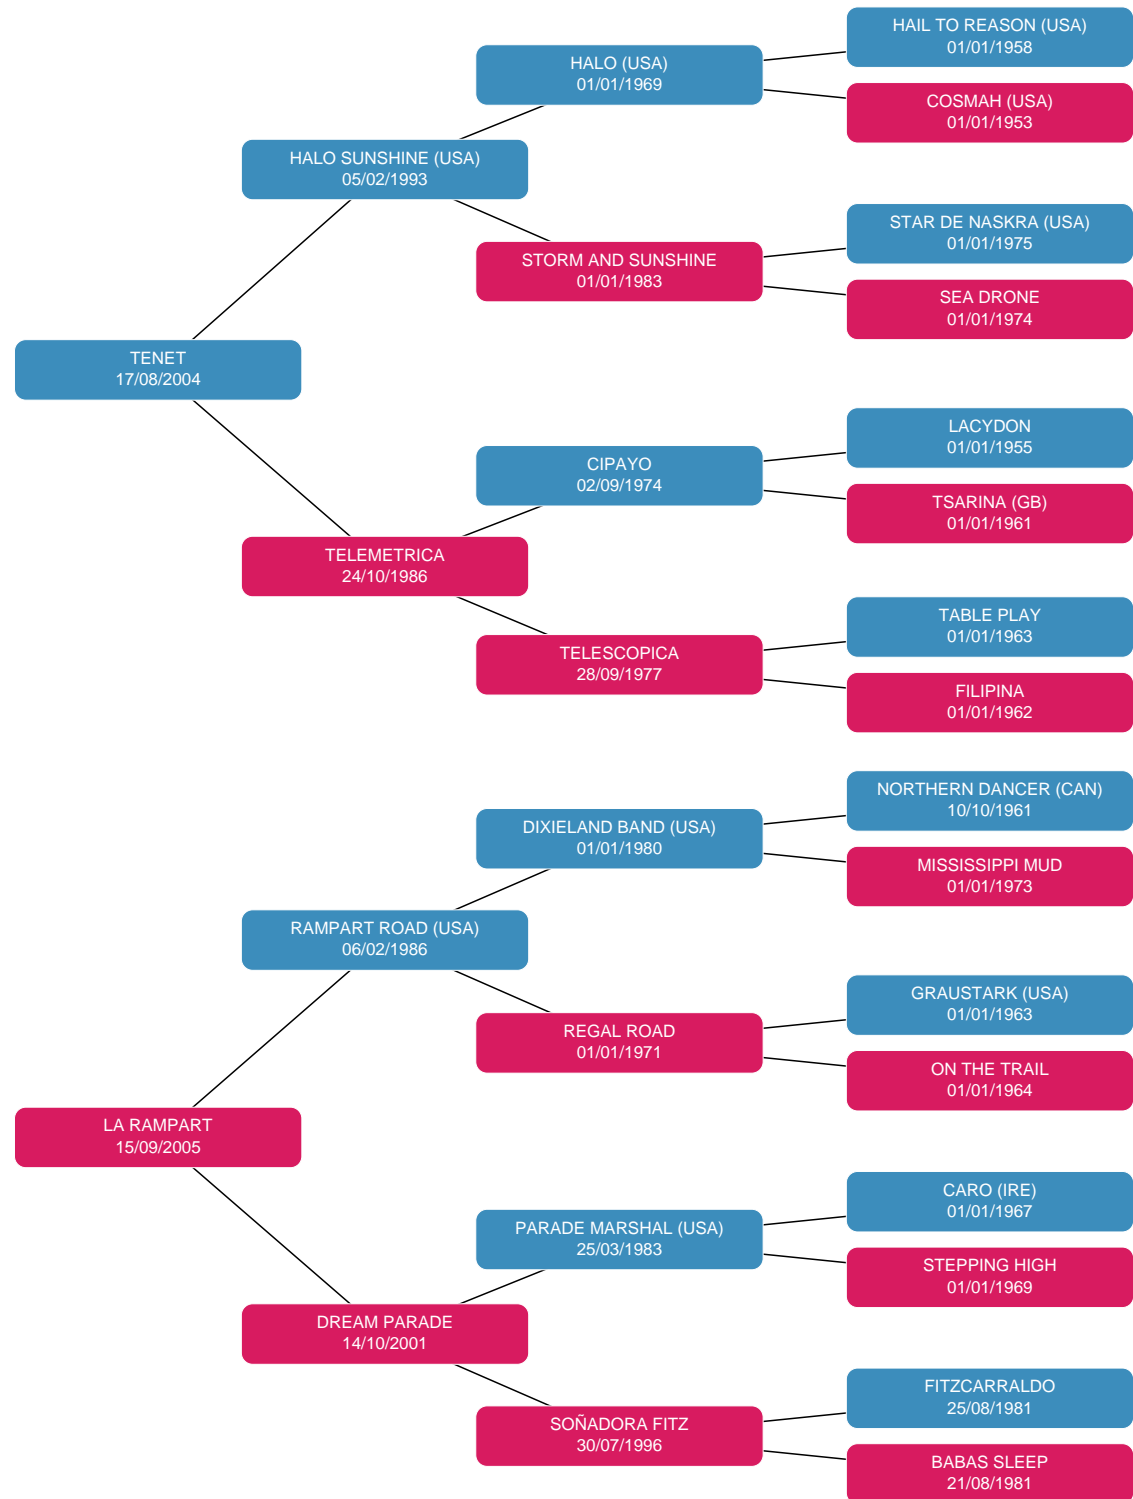 HAIL TO REASON (USA)
01/01/1958
HALO (USA)
01/01/1969
COSMAH (USA)
01/01/1953
HALO SUNSHINE (USA)
05/02/1993
STAR DE NASKRA (USA)
01/01/1975
STORM AND SUNSHINE
01/01/1983
SEA DRONE
01/01/1974
TENET
17/08/2004
LACYDON
01/01/1955
CIPAYO
02/09/1974
TSARINA (GB)
01/01/1961
TELEMETRICA
24/10/1986
TABLE PLAY
01/01/1963
TELESCOPICA
28/09/1977
FILIPINA
01/01/1962
NORTHERN DANCER (CAN)
10/10/1961
DIXIELAND BAND (USA)
01/01/1980
MISSISSIPPI MUD
01/01/1973
RAMPART ROAD (USA)
06/02/1986
GRAUSTARK (USA)
01/01/1963
REGAL ROAD
01/01/1971
ON THE TRAIL
01/01/1964
LA RAMPART
15/09/2005
CARO (IRE)
01/01/1967
PARADE MARSHAL (USA)
25/03/1983
STEPPING HIGH
01/01/1969
DREAM PARADE
14/10/2001
FITZCARRALDO
25/08/1981
SOÑADORA FITZ
30/07/1996
BABAS SLEEP
21/08/1981